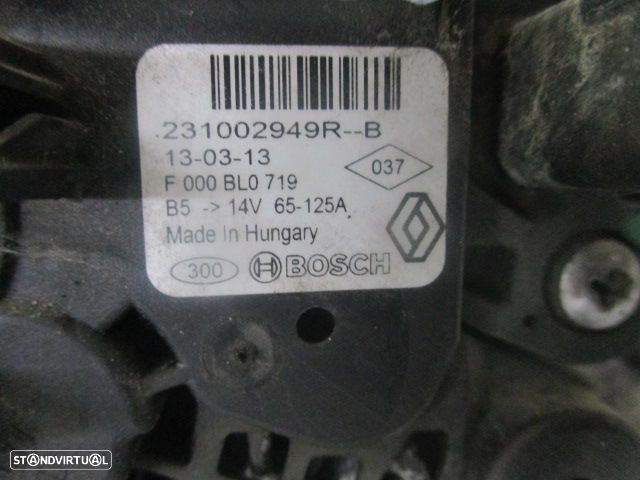 231002949R--B
13-03-13
037
F 000 BL0 719
B5 -> 14V 65-125A
Made In Hungary
300 BOSCH
STANDVIRTUAL